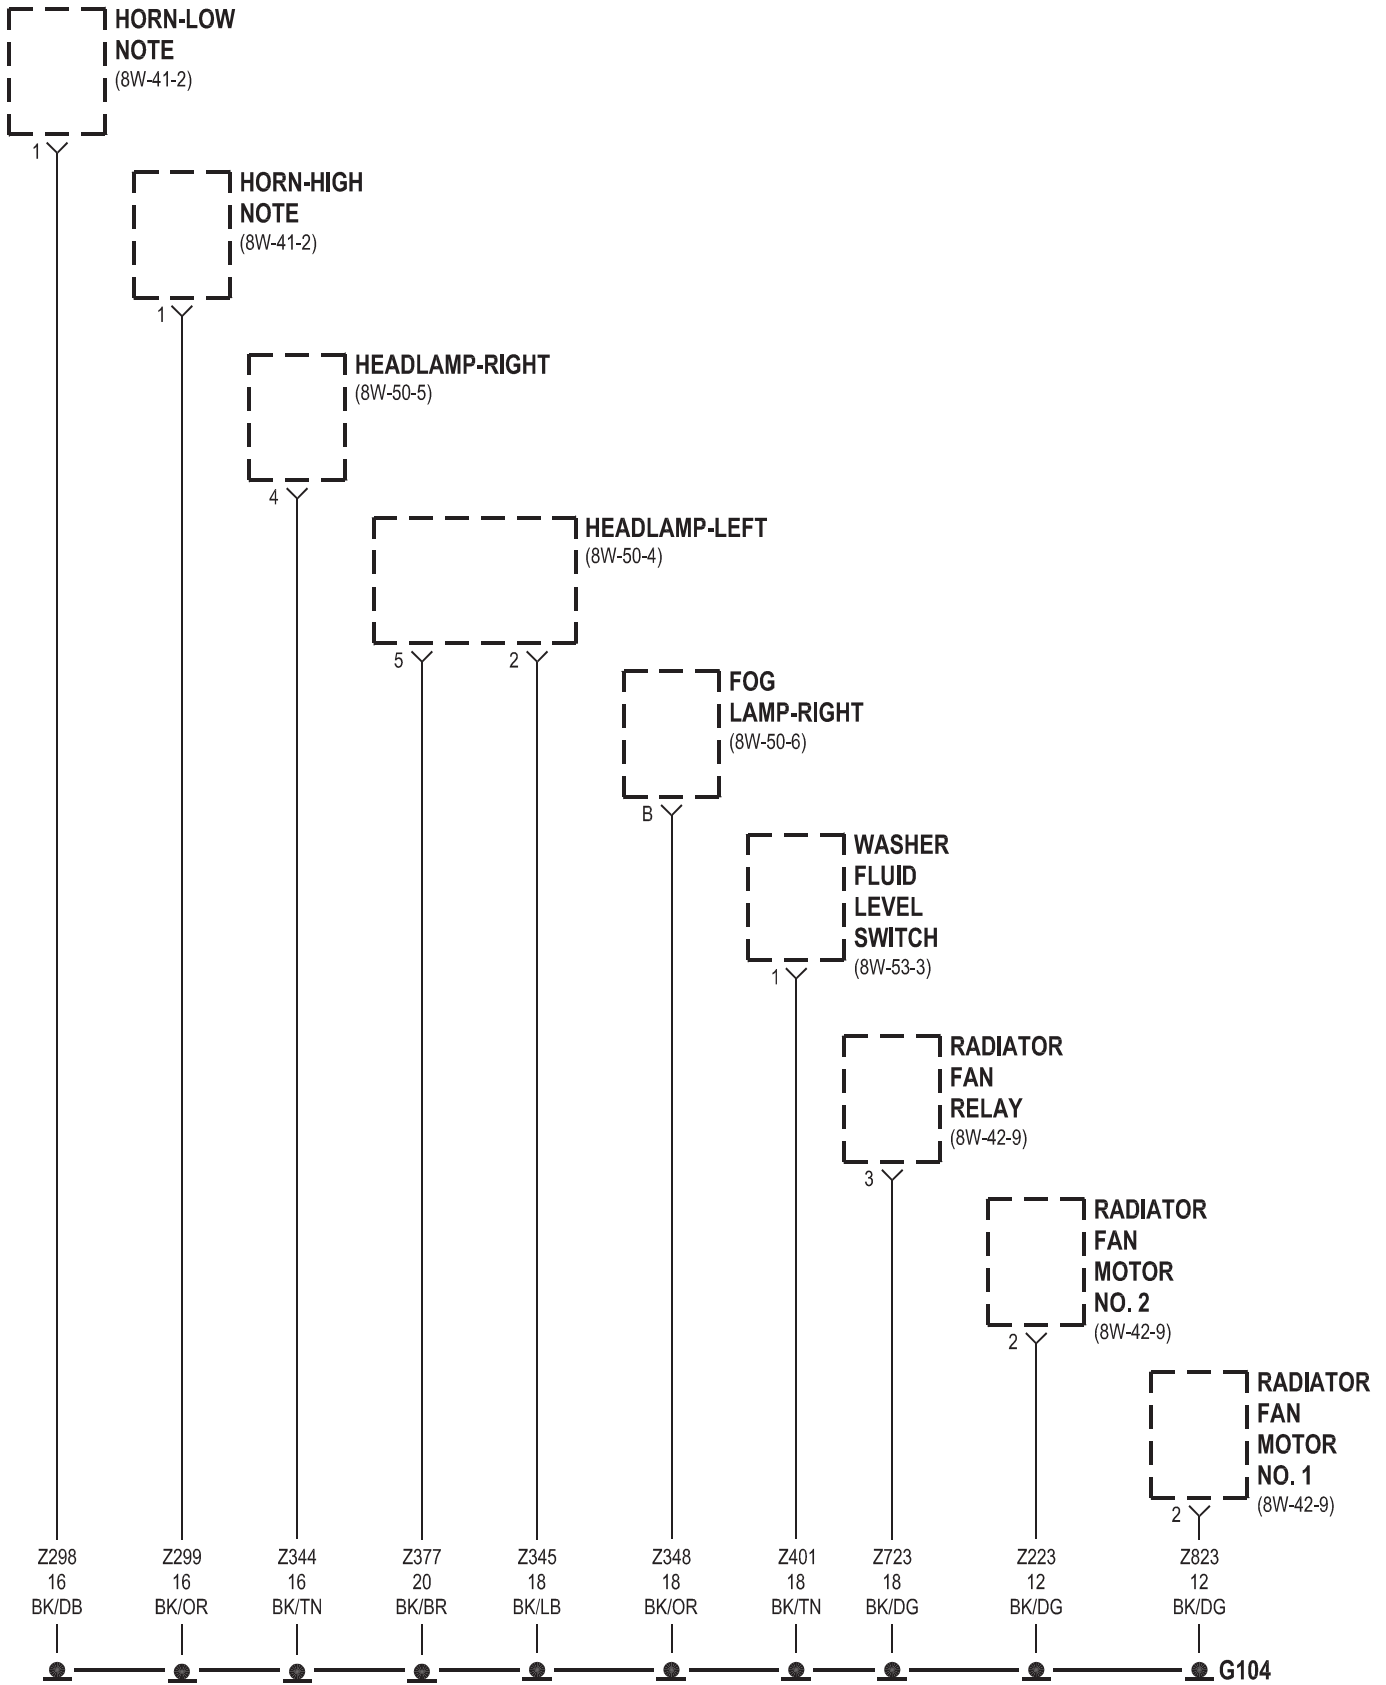 HORN-LOW
NOTE
(8W-41-2)
1
HORN-HIGH
NOTE
(8W-41-2)
1
HEADLAMP-RIGHT
(8W-50-5)
4
HEADLAMP-LEFT
(8W-50-4)
5 2
FOG
LAMP-RIGHT
(8W-50-6)
B
WASHER
FLUID
LEVEL
SWITCH
(8W-53-3)
1
RADIATOR
FAN
RELAY
(8W-42-9)
3
RADIATOR
FAN
MOTOR
NO. 2
(8W-42-9)
2
RADIATOR
FAN
MOTOR
NO. 1
(8W-42-9)
2
Z298 Z299 Z344 Z377 Z345 Z348 Z401 Z723 Z223 Z823
16 16 16 20 18 18 18 18 12 12
BK/DB BK/OR BK/TN BK/BR BK/LB BK/OR BK/TN BK/DG BK/DG BK/DG
G104